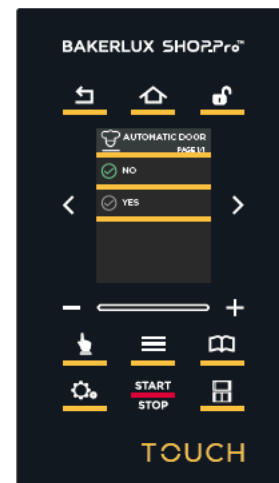 BAKERLUX SHOP.Pro™
AUTOMATIC DOOR
PAGE 1/1
NO
YES
START
STOP
TOUCH